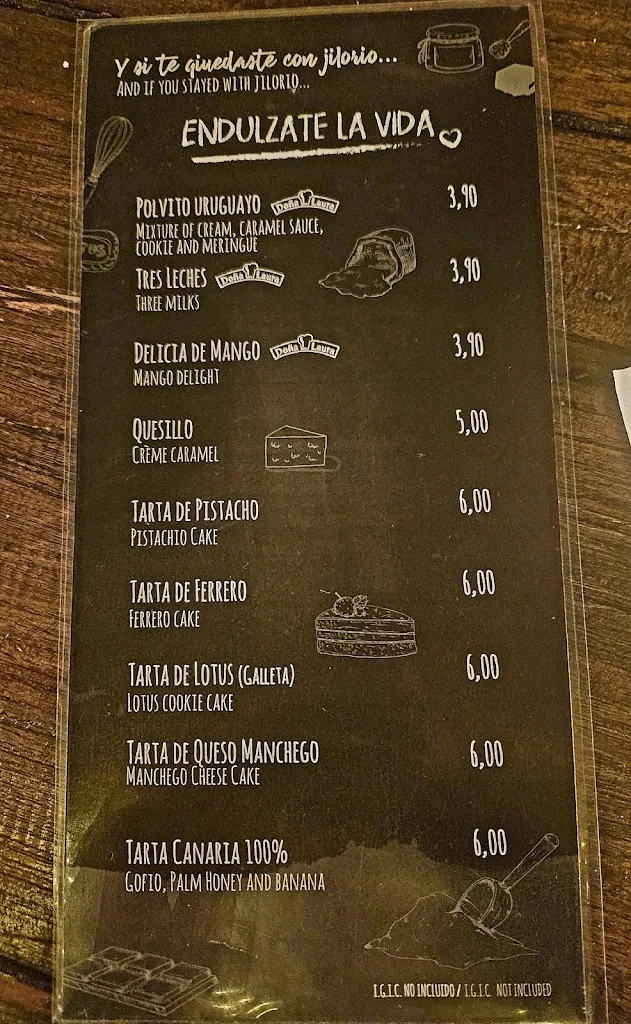 Y si te quedaste con jilorio...
AND IF YOU STAYED WITH JILORIO...
ENDULZATE LA VIDA
POLVITO URUGUAYO Doña Laura 3,90
MIXTURE OF CREAM, CARAMEL SAUCE,
COOKIE AND MERINGUE
TRES LECHES Doña Laura 3,90
THREE MILKS
DELICIA DE MANGO Doña Laura 3,90
MANGO DELIGHT
QUESILLO 5,00
CRÈME CARAMEL
TARTA DE PISTACHO 6,00
PISTACHIO CAKE
TARTA DE FERRERO 6,00
FERRERO CAKE
TARTA DE LOTUS (GALLETA) 6,00
LOTUS COOKIE CAKE
TARTA DE QUESO MANCHEGO 6,00
MANCHEGO CHEESE CAKE
TARTA CANARIA 100% 6,00
GOFIO, PALM HONEY AND BANANA
I.G.I.C. NO INCLUIDO / I.G.I.C. NOT INCLUDED